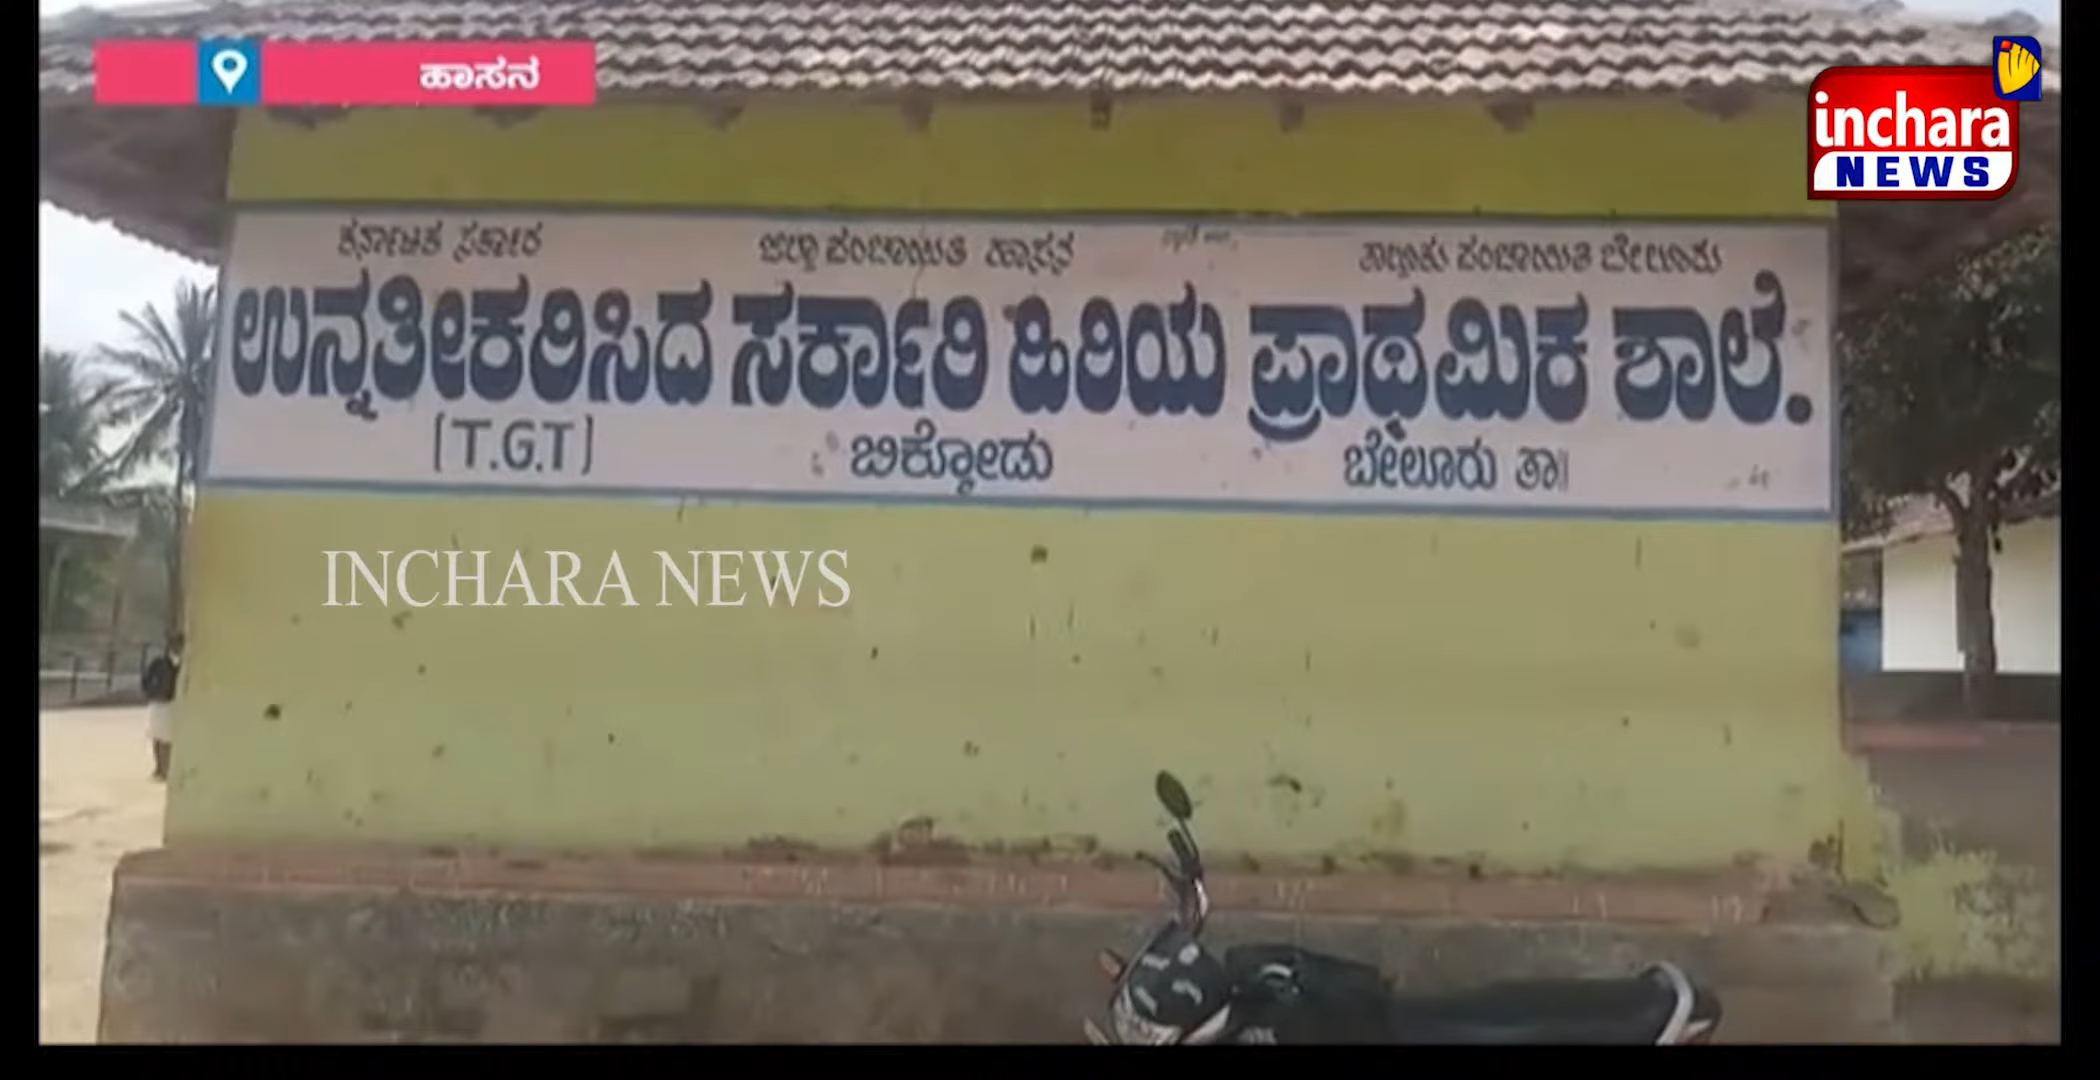 ಹಾಸನ
inchara
NEWS
ಕರ್ನಾಟಕ ಸರ್ಕಾರ ಜಿಲ್ಲಾ ಪಂಚಾಯಿತಿ ಹಾಸನ ತಾಲ್ಲೂಕು ಪಂಚಾಯಿತಿ ಬೇಲೂರು
ಉನ್ನತೀಕರಿಸಿದ ಸರ್ಕಾರಿ ಹಿರಿಯ ಪ್ರಾಥಮಿಕ ಶಾಲೆ.
(T.G.T) ಬಿಕ್ಕೋಡು ಬೇಲೂರು ತಾ||
INCHARA NEWS